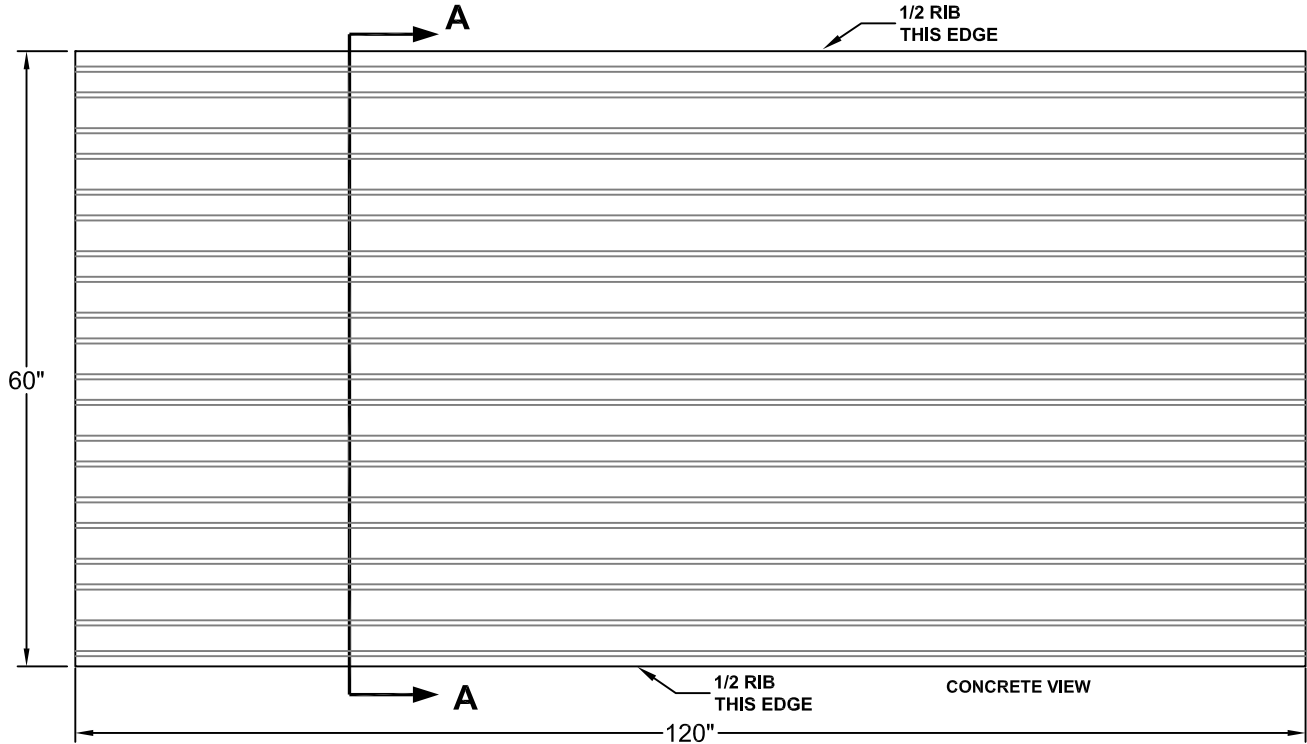 A
1/2 RIB
THIS EDGE
60"
1/2 RIB
THIS EDGE
CONCRETE VIEW
A
120"